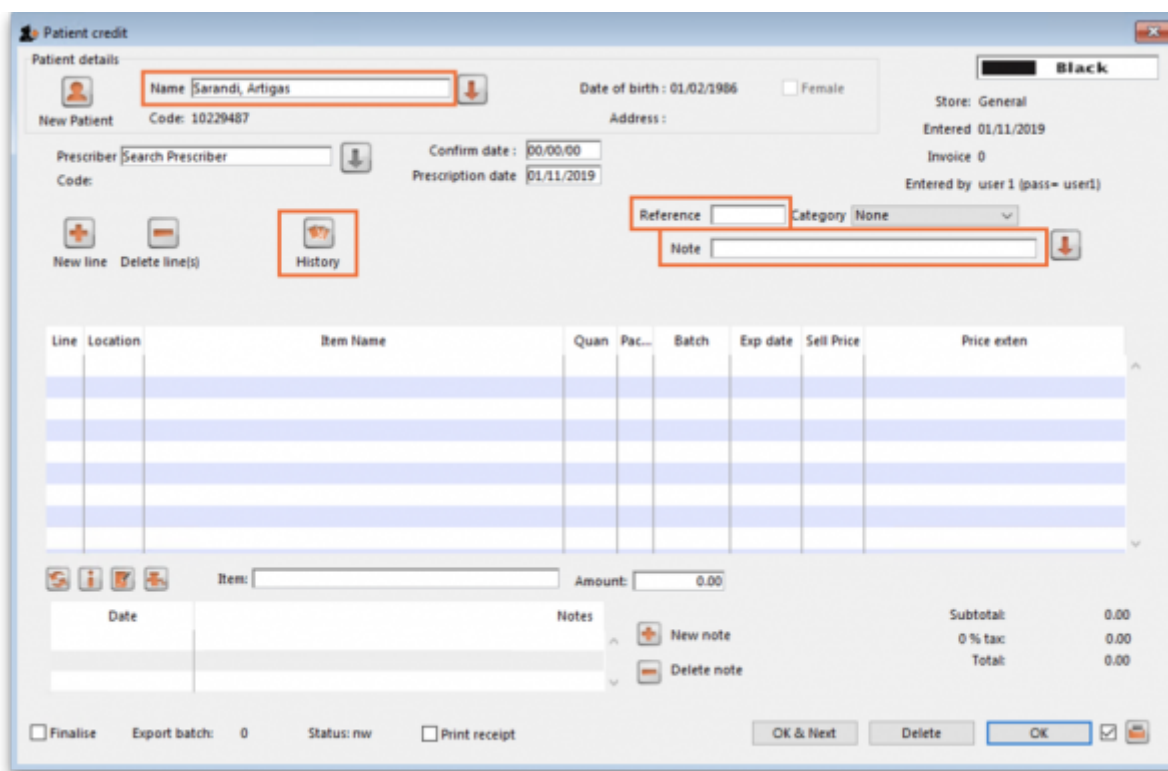 Patient credit
Patient details
Name Sarandi, Artigas
Date of birth : 01/02/1986
Female
Black
New Patient
Code: 10229487
Address :
Store: General
Entered 01/11/2019
Prescriber Search Prescriber
Confirm date : 00/00/00
Invoice 0
Code:
Prescription date 01/11/2019
Entered by user 1 (pass= user1)
Reference
Category None
Note
New line Delete line(s) History
Line Location Item Name Quan Pac... Batch Exp date Sell Price Price exten
Item: Amount: 0.00
Date Notes
New note
Delete note
Subtotal: 0.00
0 % tax: 0.00
Total: 0.00
Finalise Export batch: 0 Status: nw Print receipt OK & Next Delete OK